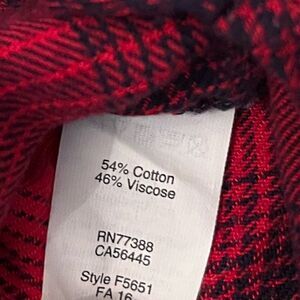 54% Cotton
46% Viscose
RN77388
CA56445
Style F5651
FA 16